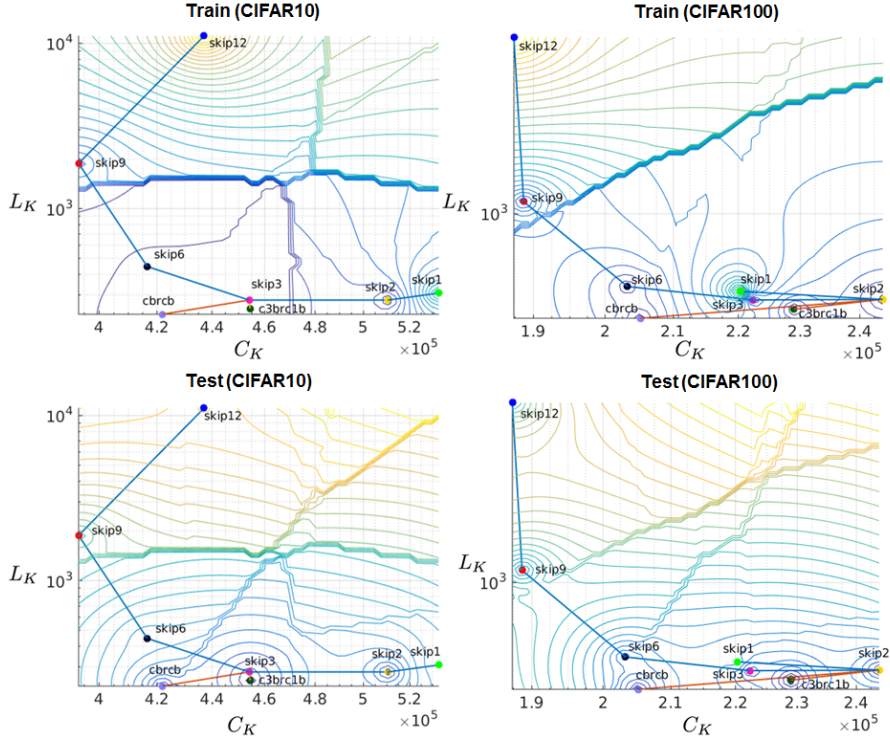 Train (CIFAR10)
10^4
skip12
skip9
L_K
10^3
skip6
skip3
skip2
skip1
cbrcb
c3brc1b
4 4.2 4.4 4.6 4.8 5 5.2
C_K
×10^5
Train (CIFAR100)
skip12
skip9
L_K
10^3
skip6
skip1
skip2
cbrcb
skip3
c3brc1b
1.9 2 2.1 2.2 2.3 2.4
C_K
×10^5
Test (CIFAR10)
10^4
skip12
skip9
L_K
10^3
skip6
skip3
skip2
skip1
cbrcb
c3brc1b
4 4.2 4.4 4.6 4.8 5 5.2
C_K
×10^5
Test (CIFAR100)
skip12
skip9
L_K
10^3
skip6
skip1
skip2
cbrcb
skip3
c3brc1b
1.9 2 2.1 2.2 2.3 2.4
C_K
×10^5